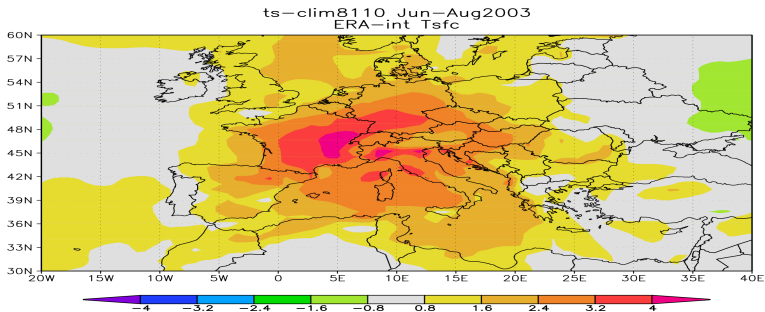 ts-clim8110 Jun-Aug2003
ERA-int Tsfc
60N
57N
54N
51N
48N
45N
42N
39N
36N
33N
30N
20W 15W 10W 5W 0 5E 10E 15E 20E 25E 30E 35E 40E
-4 -3.2 -2.4 -1.6 -0.8 0.8 1.6 2.4 3.2 4